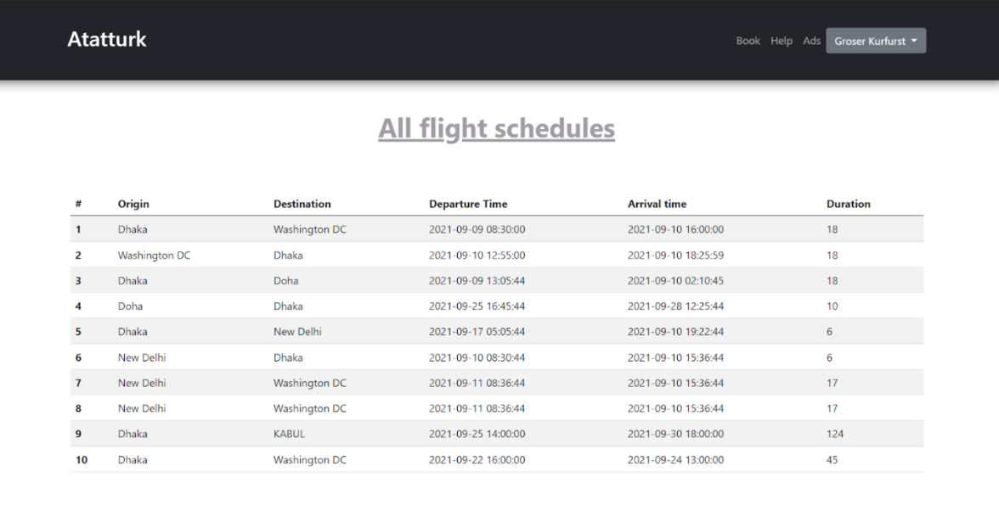 Atatturk
Book Help Ads Groser Kurfurst
All flight schedules
# Origin Destination Departure Time Arrival time Duration
1 Dhaka Washington DC 2021-09-09 08:30:00 2021-09-10 16:00:00 18
2 Washington DC Dhaka 2021-09-10 12:55:00 2021-09-10 18:25:59 18
3 Dhaka Doha 2021-09-09 13:05:44 2021-09-10 02:10:45 18
4 Doha Dhaka 2021-09-25 16:45:44 2021-09-28 12:25:44 10
5 Dhaka New Delhi 2021-09-17 05:05:44 2021-09-10 19:22:44 6
6 New Delhi Dhaka 2021-09-10 08:30:44 2021-09-10 15:36:44 6
7 New Delhi Washington DC 2021-09-11 08:36:44 2021-09-10 15:36:44 17
8 New Delhi Washington DC 2021-09-11 08:36:44 2021-09-10 15:36:44 17
9 Dhaka KABUL 2021-09-25 14:00:00 2021-09-30 18:00:00 124
10 Dhaka Washington DC 2021-09-22 16:00:00 2021-09-24 13:00:00 45